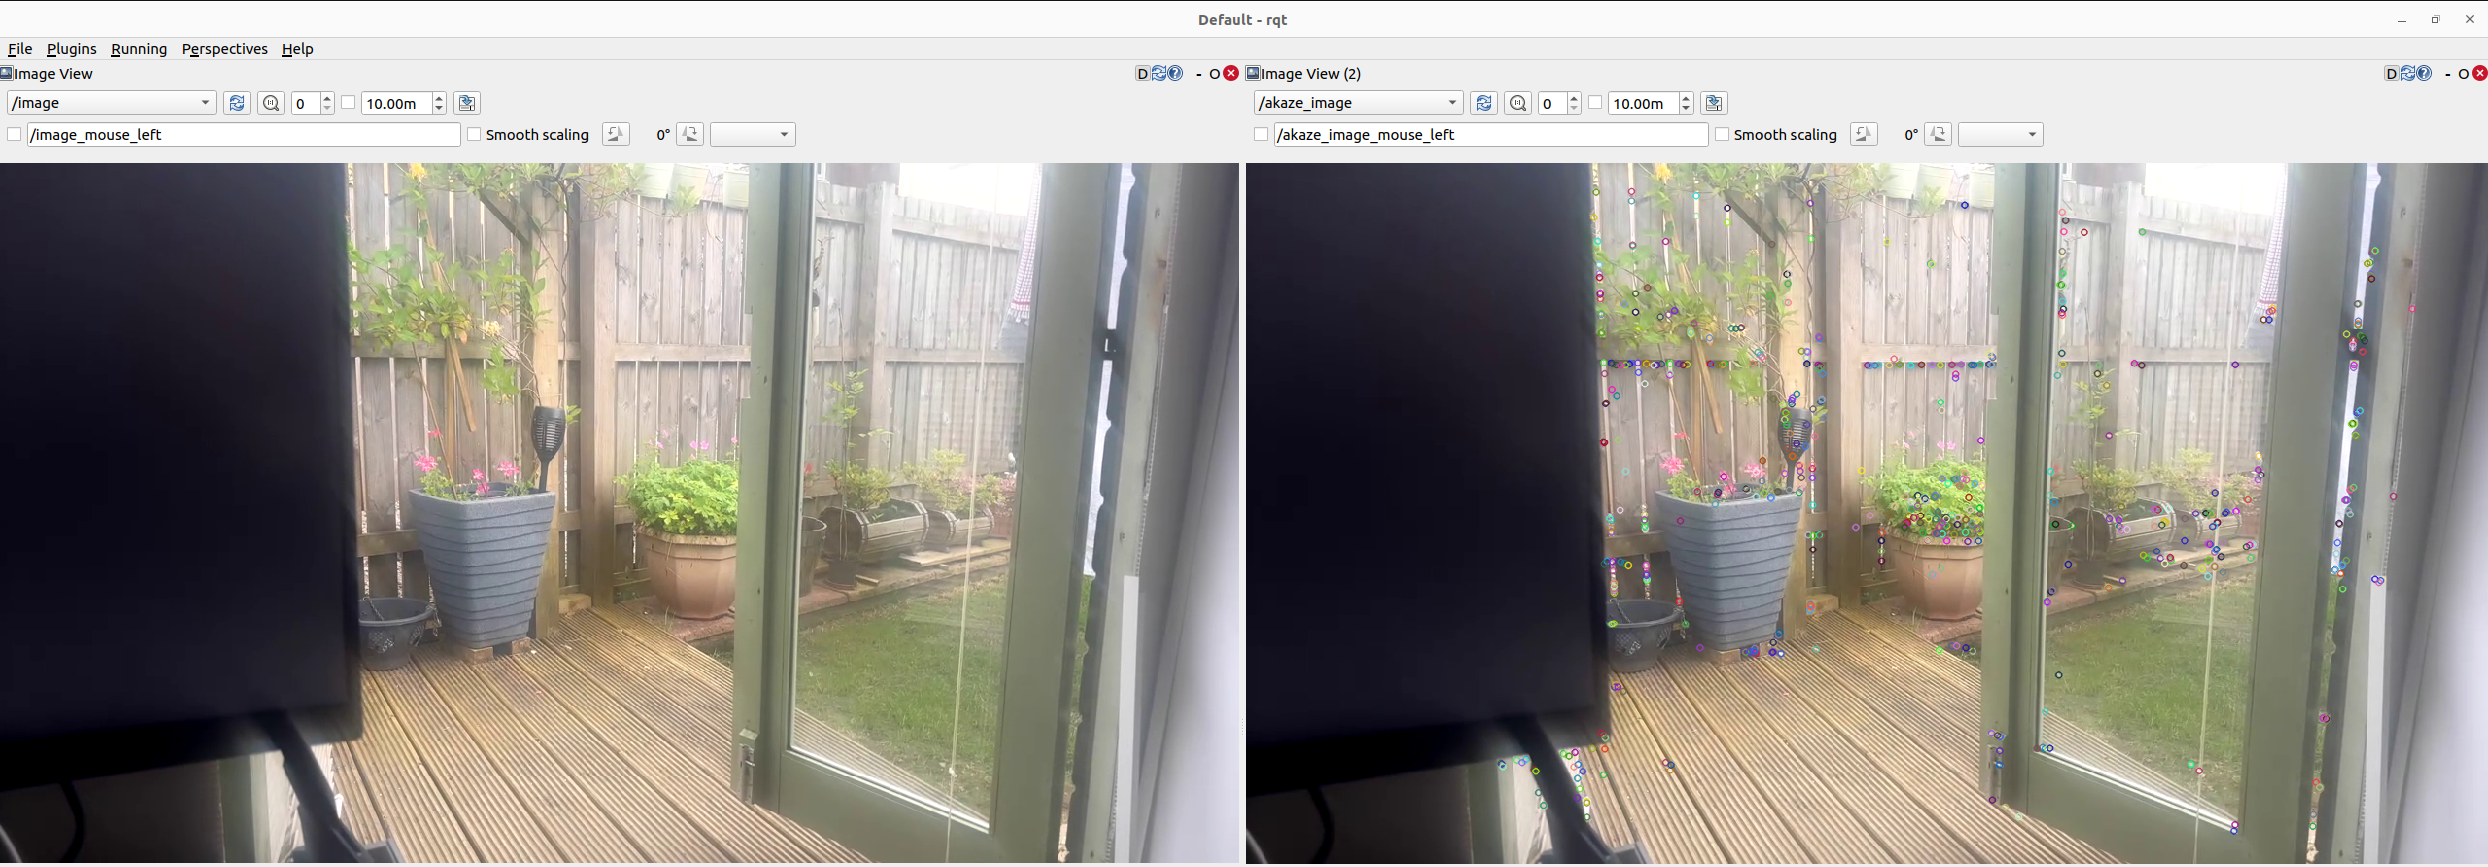 Default - rqt
File Plugins Running Perspectives Help
Image View
D - O
/image 0 10.00m
/image_mouse_left Smooth scaling 0°
Image View (2)
D - O
/akaze_image 0 10.00m
/akaze_image_mouse_left Smooth scaling 0°